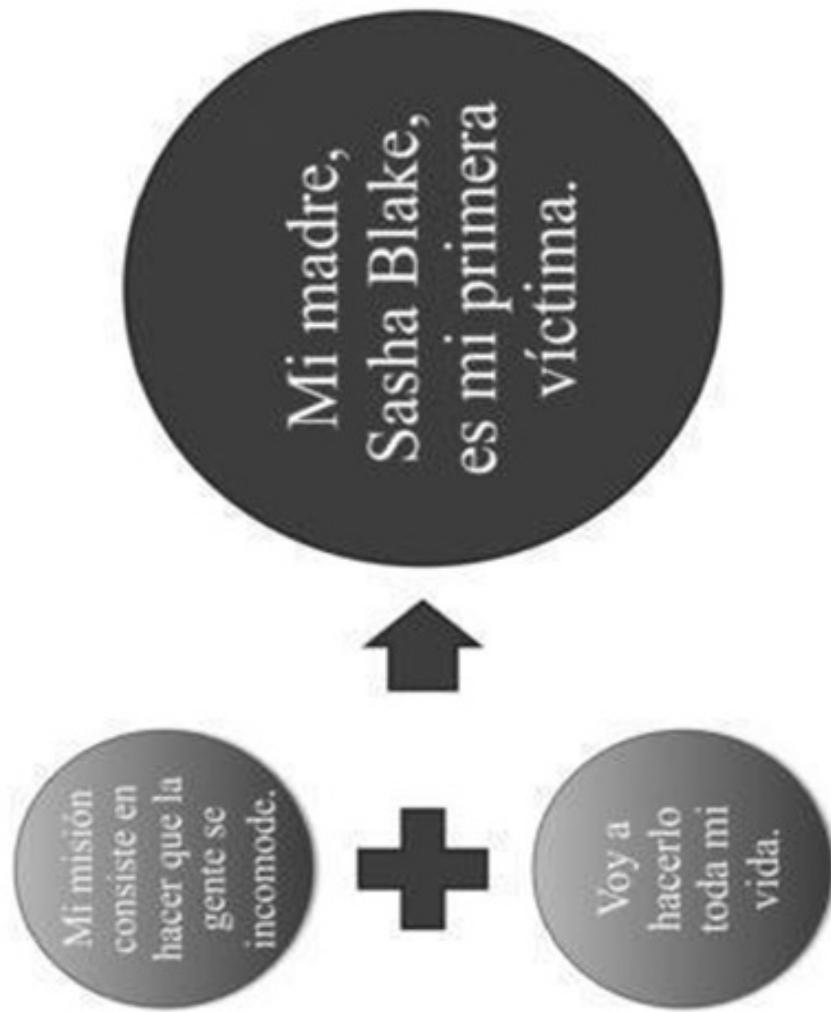 Mi misión
consiste en
hacer que la
gente se
incomode.
Voy a
hacerlo
toda mi
vida.
Mi madre,
Sasha Blake,
es mi primera
víctima.